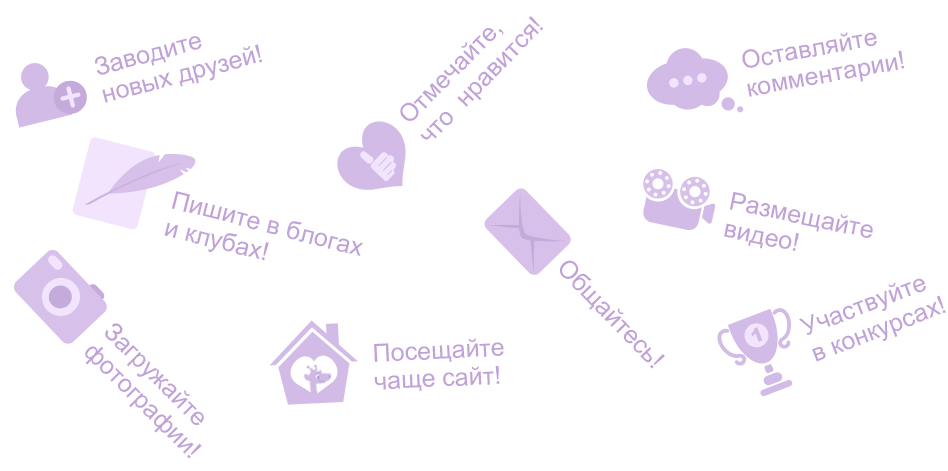 Заводите
новых друзей!
Отмечайте,
что нравится!
Оставляйте
комментарии!
Пишите в блогах
и клубах!
Размещайте
видео!
Общайтесь!
Загружайте
фотографии!
Посещайте
чаще сайт!
1
Участвуйте
в конкурсах!